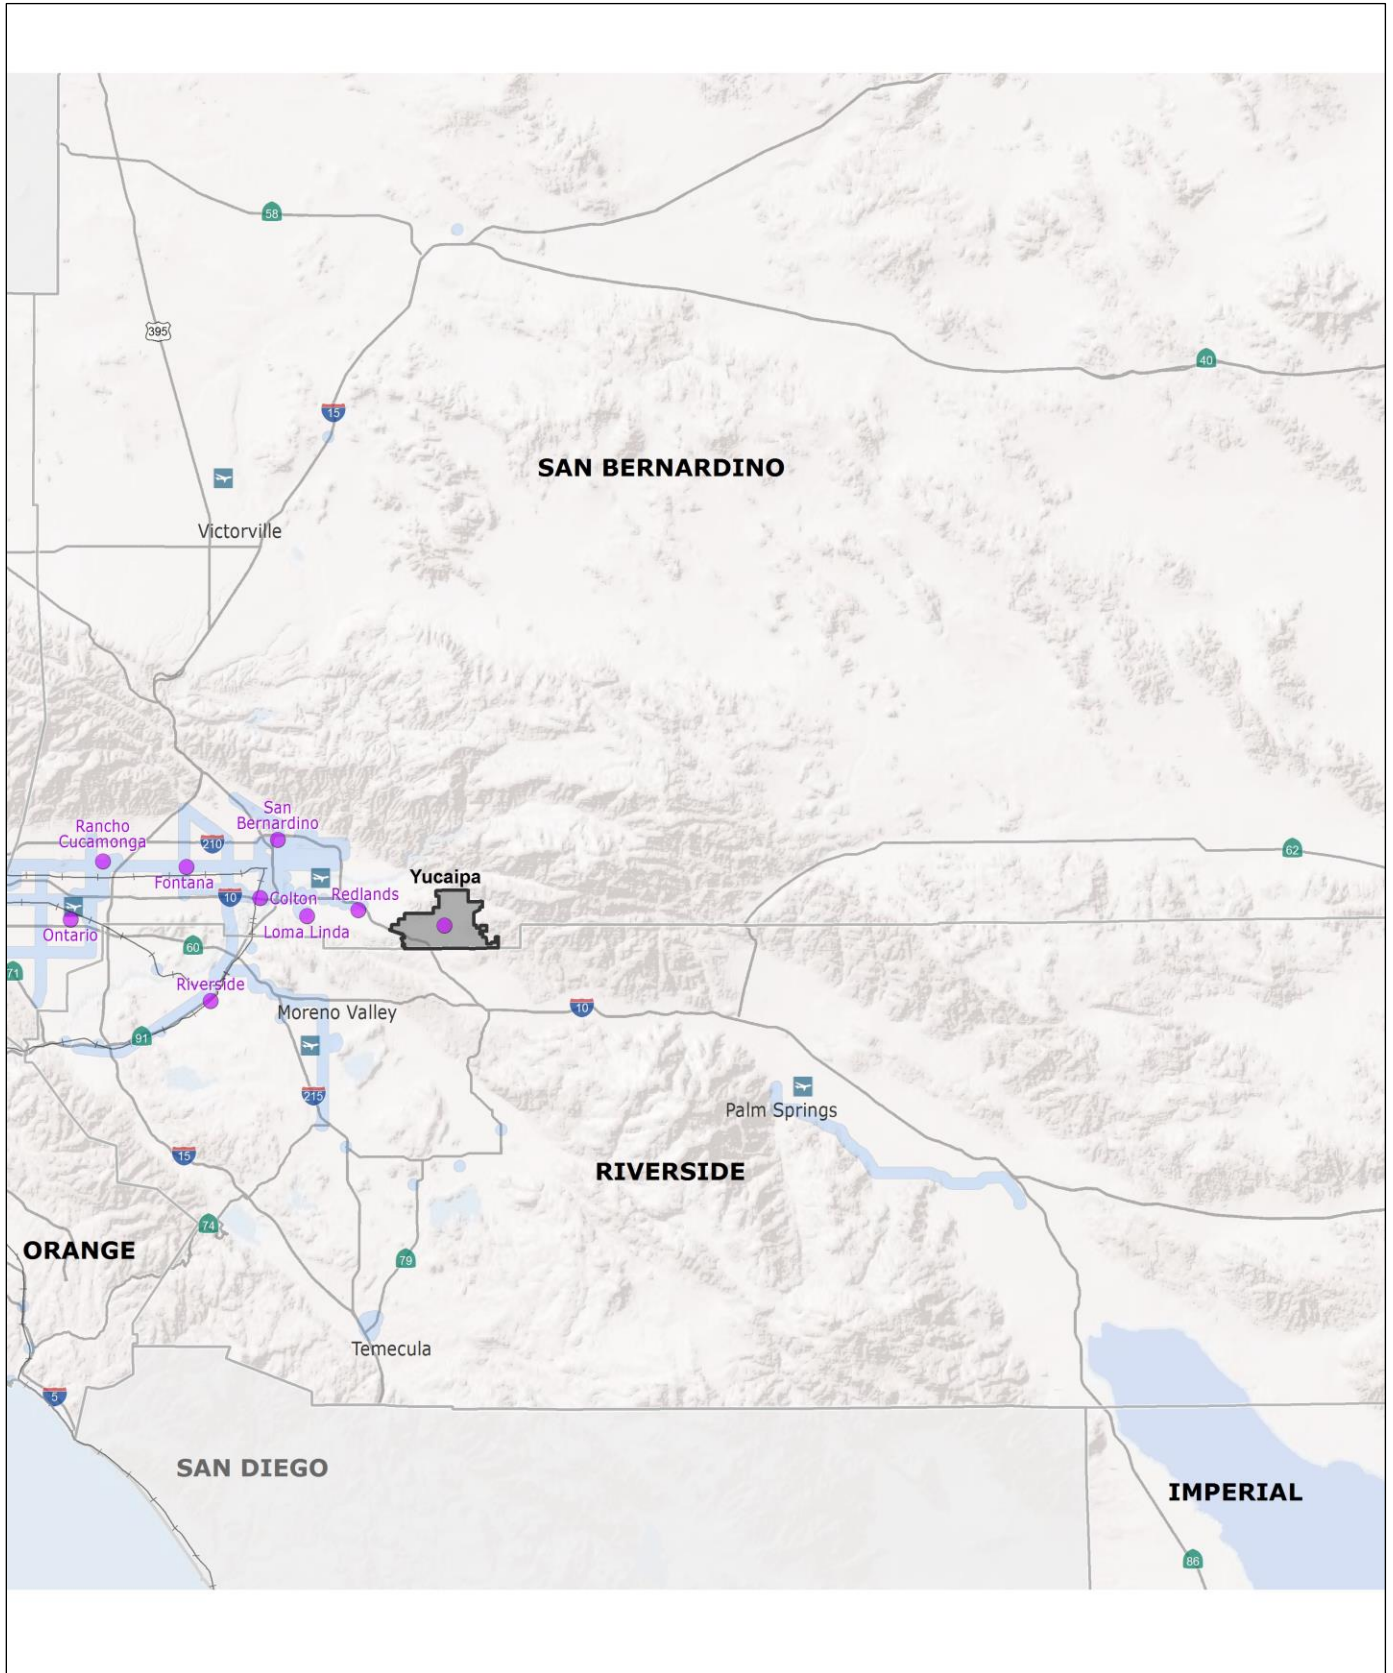 58
395
40
15
SAN BERNARDINO
Victorville
San
Bernardino
Rancho
Cucamonga
210
62
Fontana
Yucaipa
10
Colton
Redlands
Ontario
Loma Linda
60
71
Riverside
Moreno Valley
10
91
215
Palm Springs
15
RIVERSIDE
74
ORANGE
79
Temecula
5
SAN DIEGO
IMPERIAL
86